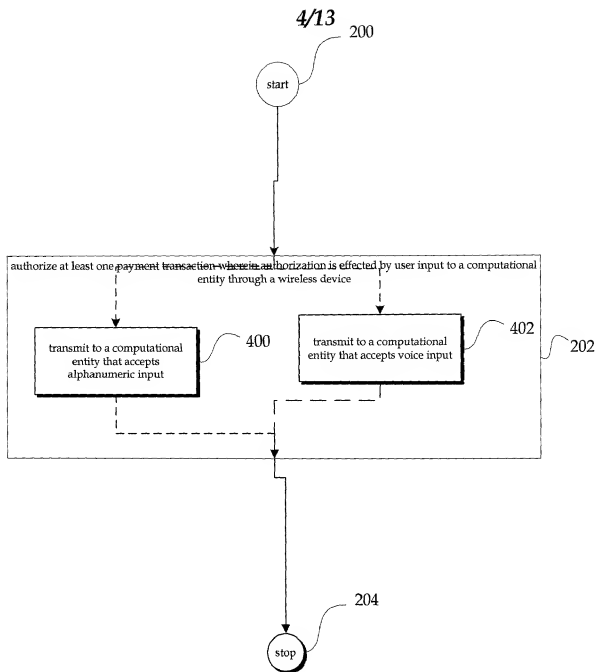 4/13
200
start
authorize at least one payment transaction wherein authorization is effected by user input to a computational
entity through a wireless device
transmit to a computational
entity that accepts
alphanumeric input
400
transmit to a computational
entity that accepts voice input
402
202
204
stop